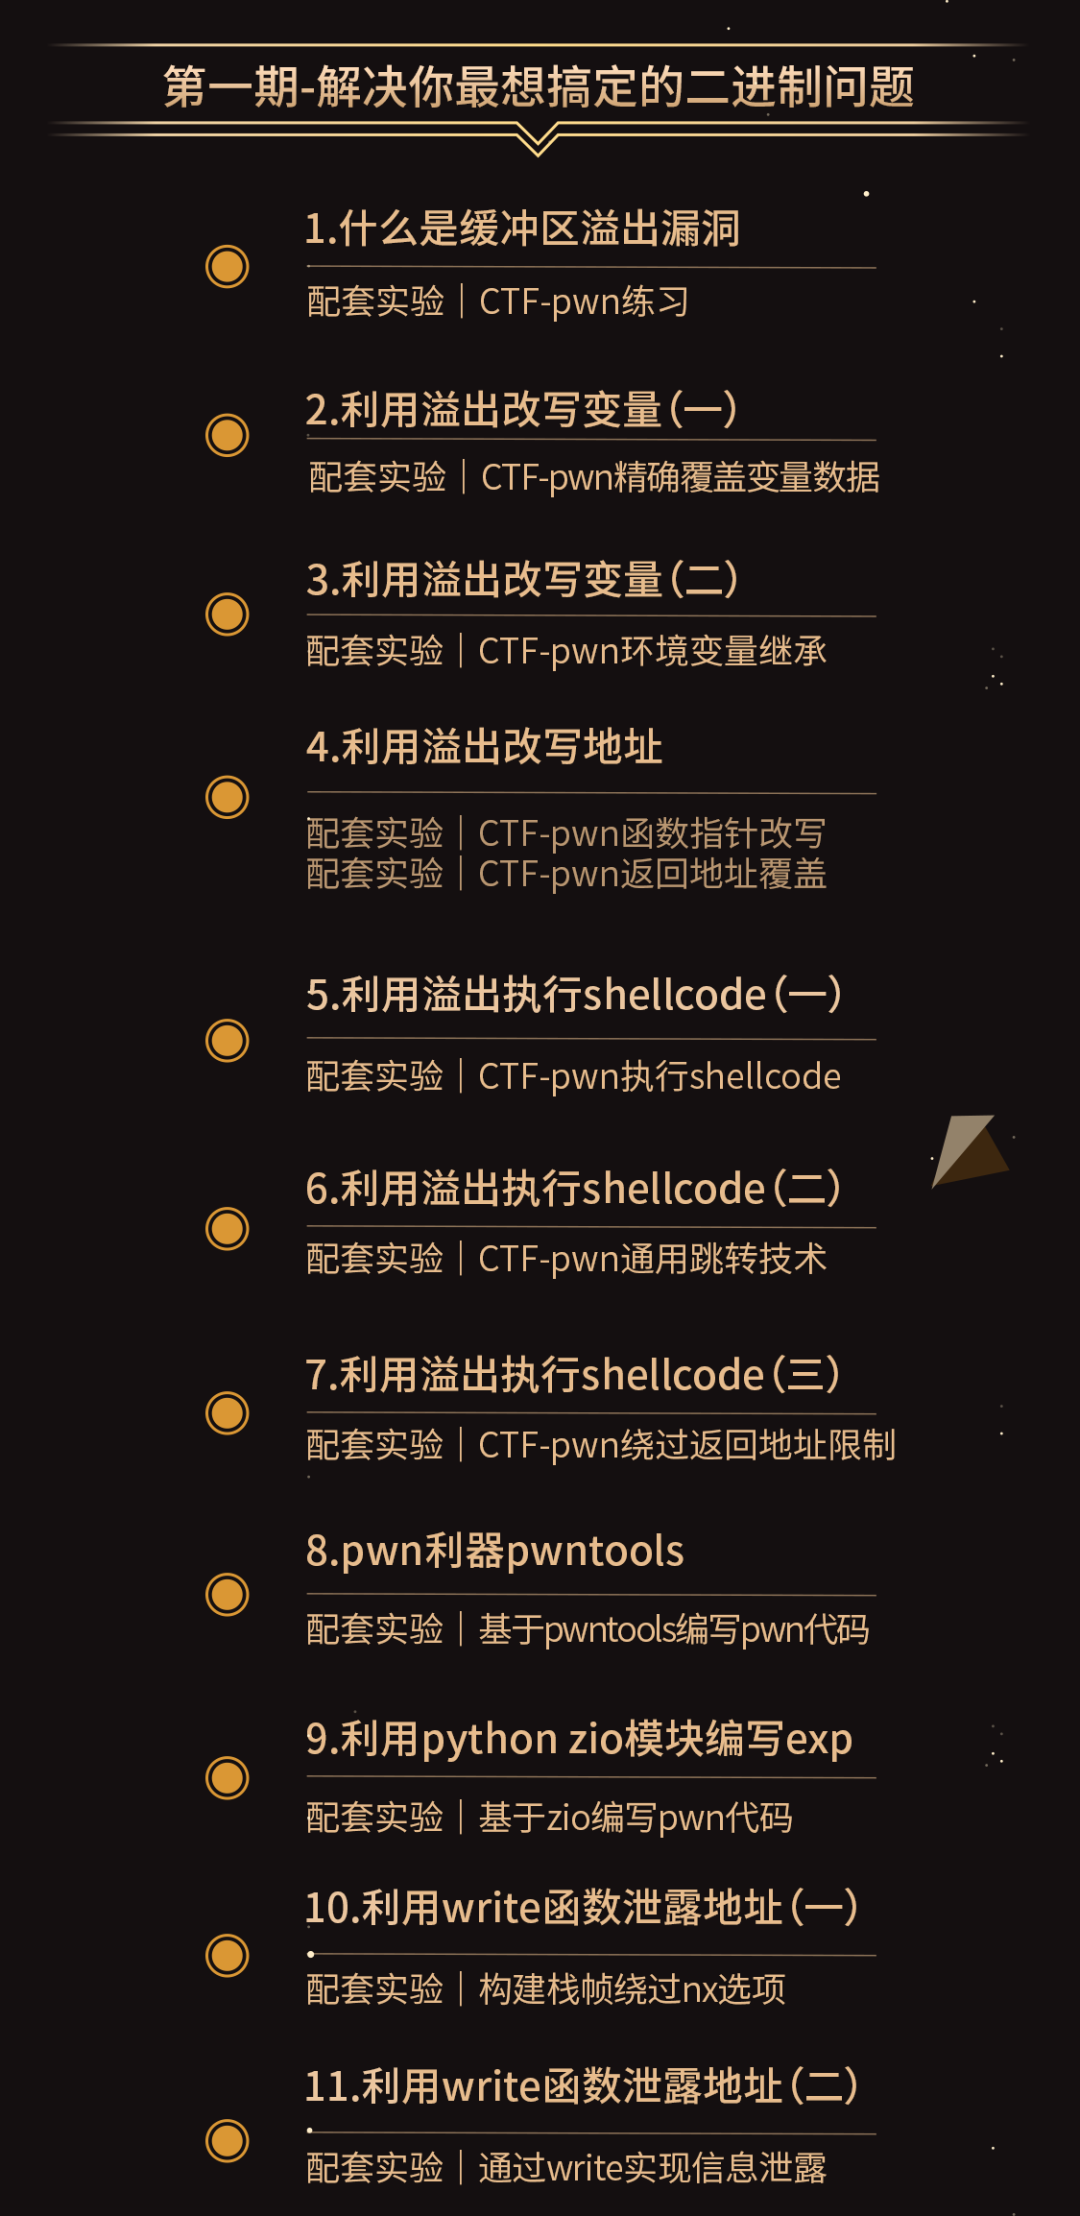 第一期-解决你最想搞定的二进制问题
1.什么是缓冲区溢出漏洞
配套实验｜CTF-pwn练习
2.利用溢出改写变量（一）
配套实验｜CTF-pwn精确覆盖变量数据
3.利用溢出改写变量（二）
配套实验｜CTF-pwn环境变量继承
4.利用溢出改写地址
配套实验｜CTF-pwn函数指针改写
配套实验｜CTF-pwn返回地址覆盖
5.利用溢出执行shellcode（一）
配套实验｜CTF-pwn执行shellcode
6.利用溢出执行shellcode（二）
配套实验｜CTF-pwn通用跳转技术
7.利用溢出执行shellcode（三）
配套实验｜CTF-pwn绕过返回地址限制
8.pwn利器pwntools
配套实验｜基于pwntools编写pwn代码
9.利用python zio模块编写exp
配套实验｜基于zio编写pwn代码
10.利用write函数泄露地址（一）
配套实验｜构建栈帧绕过nx选项
11.利用write函数泄露地址（二）
配套实验｜通过write实现信息泄露